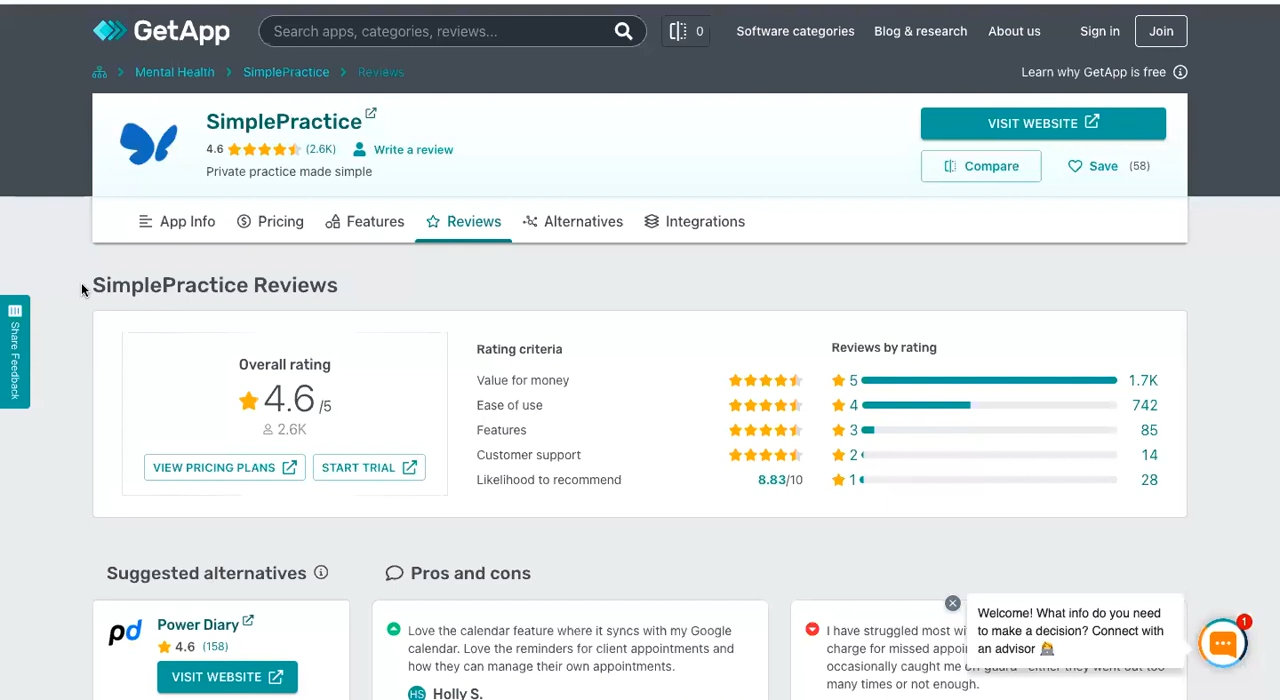 GetApp
Search apps, categories, reviews...
0
Software categories
Blog & research
About us
Sign in
Join
Mental Health
SimplePractice
Reviews
Learn why GetApp is free
SimplePractice
4.6 (2.6K) Write a review
Private practice made simple
VISIT WEBSITE
Compare
Save (58)
App Info
Pricing
Features
Reviews
Alternatives
Integrations
SimplePractice Reviews
Share Feedback
Overall rating
4.6 /5
2.6K
VIEW PRICING PLANS
START TRIAL
Rating criteria
Value for money
Ease of use
Features
Customer support
Likelihood to recommend 8.83/10
Reviews by rating
5 1.7K
4 742
3 85
2 14
1 28
Suggested alternatives
Power Diary
4.6 (158)
VISIT WEBSITE
pd
Pros and cons
Love the calendar feature where it syncs with my Google
calendar. Love the reminders for client appointments and
how they can manage their own appointments.
HS Holly S.
I have struggled most
charge for missed
occasionally caught me
many times or not enough.
Welcome! What info do you need
to make a decision? Connect with
an advisor
1